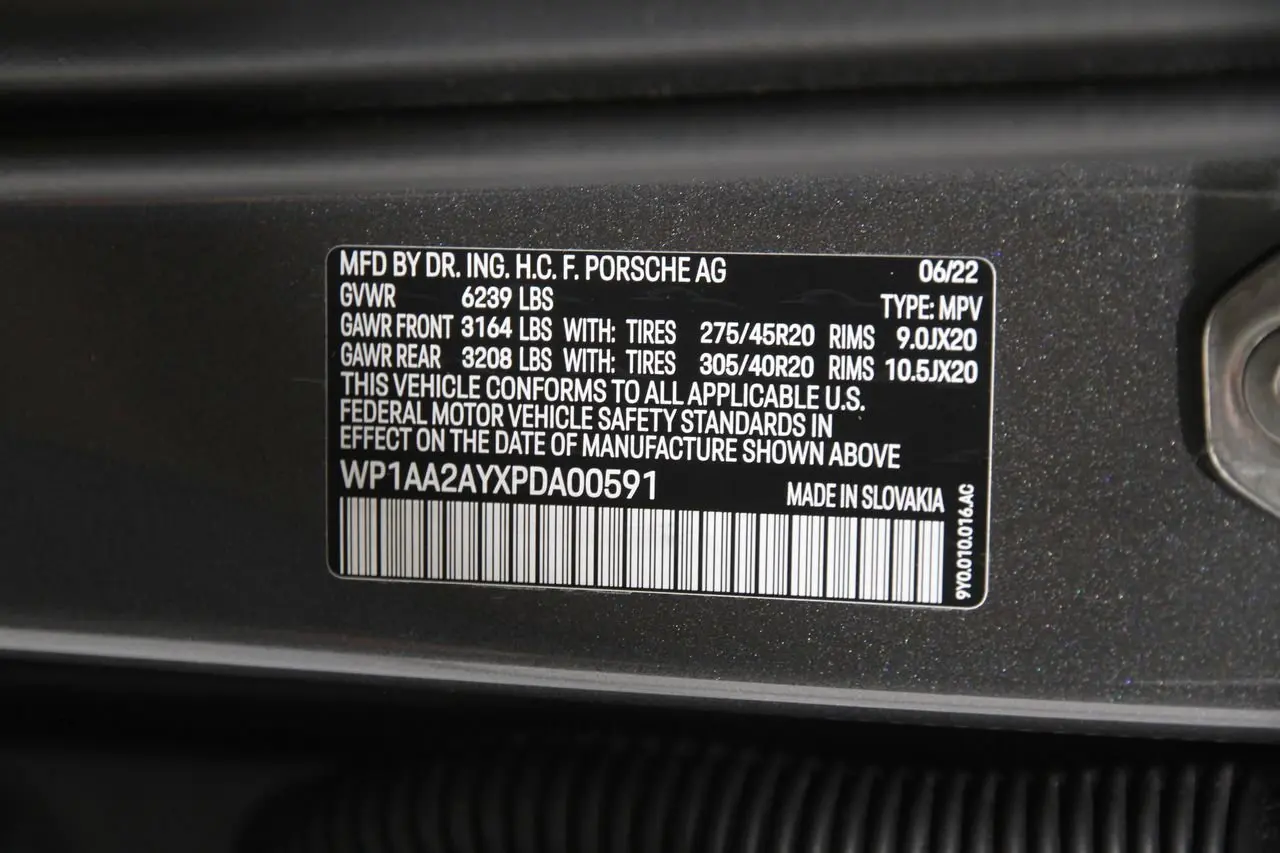 MFD BY DR. ING. H.C. F. PORSCHE AG 06/22
GVWR 6239 LBS TYPE: MPV
GAWR FRONT 3164 LBS WITH: TIRES 275/45R20 RIMS 9.0JX20
GAWR REAR 3208 LBS WITH: TIRES 305/40R20 RIMS 10.5JX20
THIS VEHICLE CONFORMS TO ALL APPLICABLE U.S.
FEDERAL MOTOR VEHICLE SAFETY STANDARDS IN
EFFECT ON THE DATE OF MANUFACTURE SHOWN ABOVE
WP1AA2AYXPDA00591 MADE IN SLOVAKIA
9Y0.010.016.AC